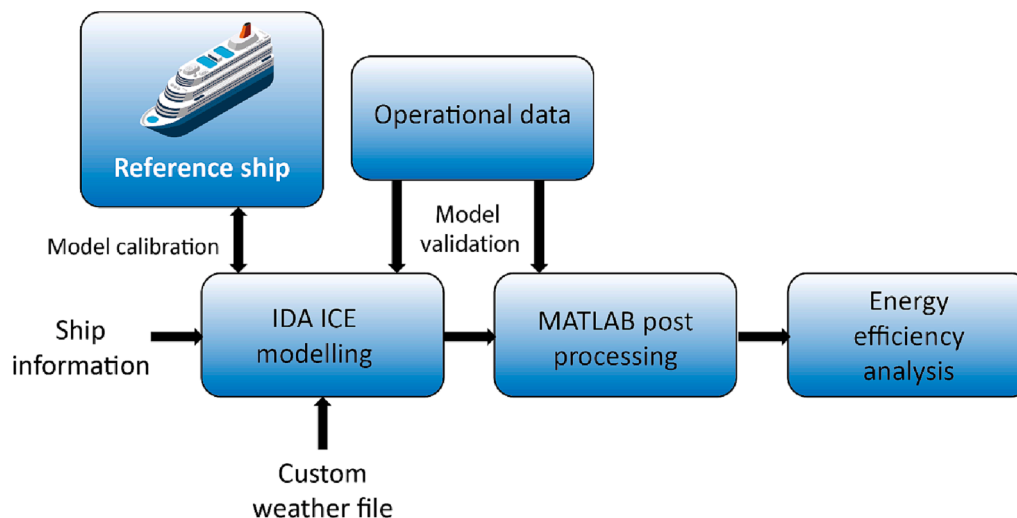 Reference ship
Operational data
Model calibration
Model
validation
Ship
information
IDA ICE
modelling
MATLAB post
processing
Energy
efficiency
analysis
Custom
weather file